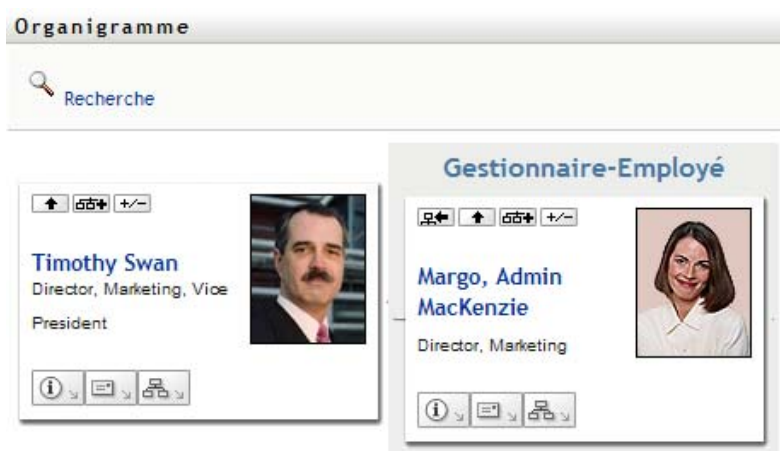 Organigramme
Recherche
Gestionnaire-Employé
+/-
Timothy Swan
Director, Marketing, Vice
President
+/-
Margo, Admin
MacKenzie
Director, Marketing